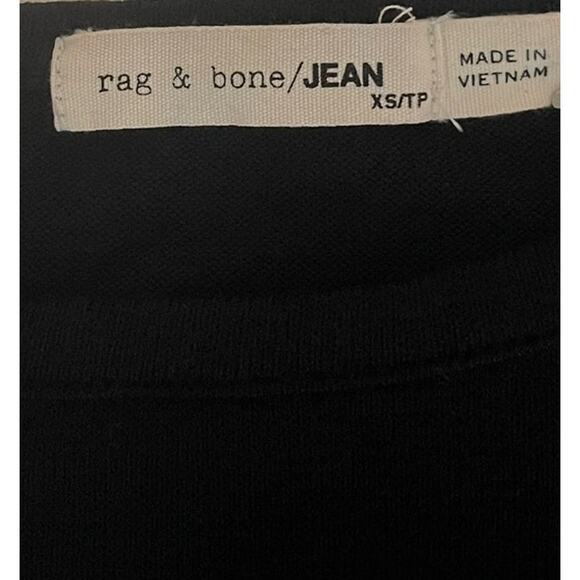 rag & bone/JEAN
XS/TP
MADE IN
VIETNAM